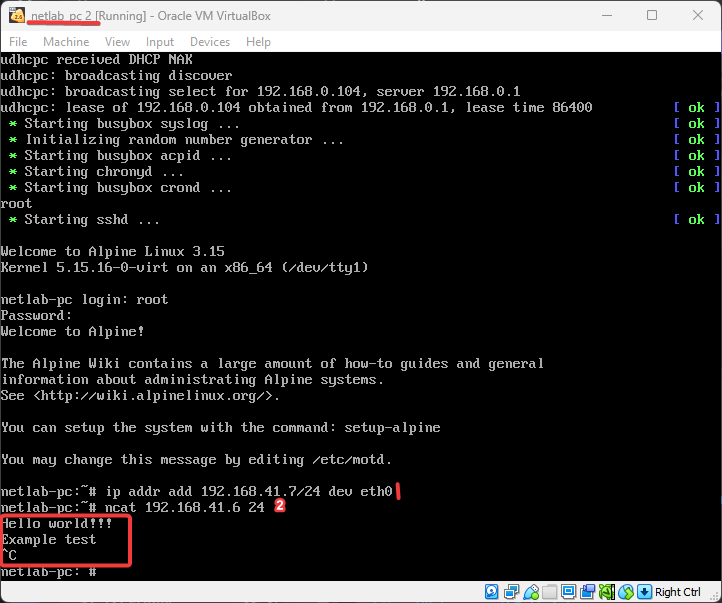 netlab_pc 2 [Running] - Oracle VM VirtualBox
File Machine View Input Devices Help
udhcpc received DHCP NAK
udhcpc: broadcasting discover
udhcpc: broadcasting select for 192.168.0.104, server 192.168.0.1
udhcpc: lease of 192.168.0.104 obtained from 192.168.0.1, lease time 86400 [ ok ]
* Starting busybox syslog ... [ ok ]
* Initializing random number generator ... [ ok ]
* Starting busybox acpid ... [ ok ]
* Starting chronyd ... [ ok ]
* Starting busybox crond ... [ ok ]
root
* Starting sshd ... [ ok ]
Welcome to Alpine Linux 3.15
Kernel 5.15.16-0-virt on an x86_64 (/dev/tty1)
netlab-pc login: root
Password:
Welcome to Alpine!
The Alpine Wiki contains a large amount of how-to guides and general
information about administrating Alpine systems.
See <http://wiki.alpinelinux.org/>.
You can setup the system with the command: setup-alpine
You may change this message by editing /etc/motd.
netlab-pc:~# ip addr add 192.168.41.7/24 dev eth0
netlab-pc:~# ncat 192.168.41.6 24 2
Hello world!!!
Example test
^C
netlab-pc: #
Right Ctrl